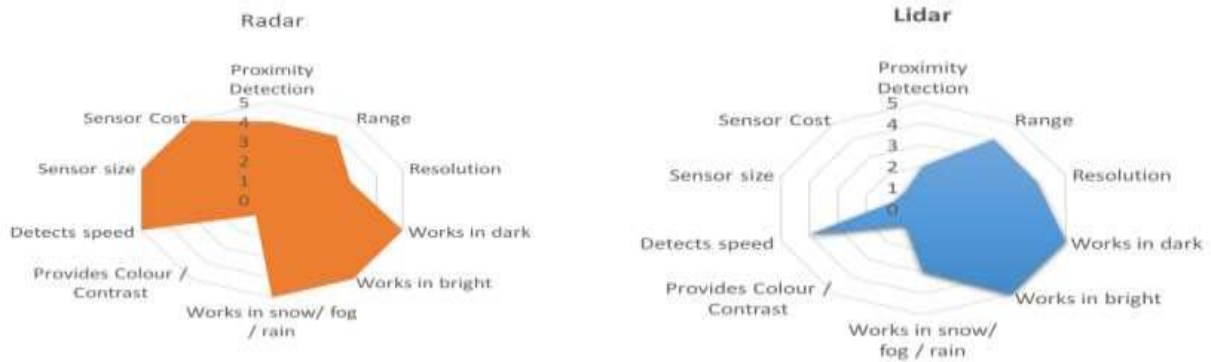 Radar
Proximity
Detection
5
4
3
2
1
0
Range
Resolution
Works in dark
Works in bright
Works in snow/ fog
/ rain
Provides Colour /
Contrast
Detects speed
Sensor size
Sensor Cost
Lidar
Proximity
Detection
5
4
3
2
1
0
Range
Resolution
Works in dark
Works in bright
Works in snow/
fog / rain
Provides Colour /
Contrast
Detects speed
Sensor size
Sensor Cost